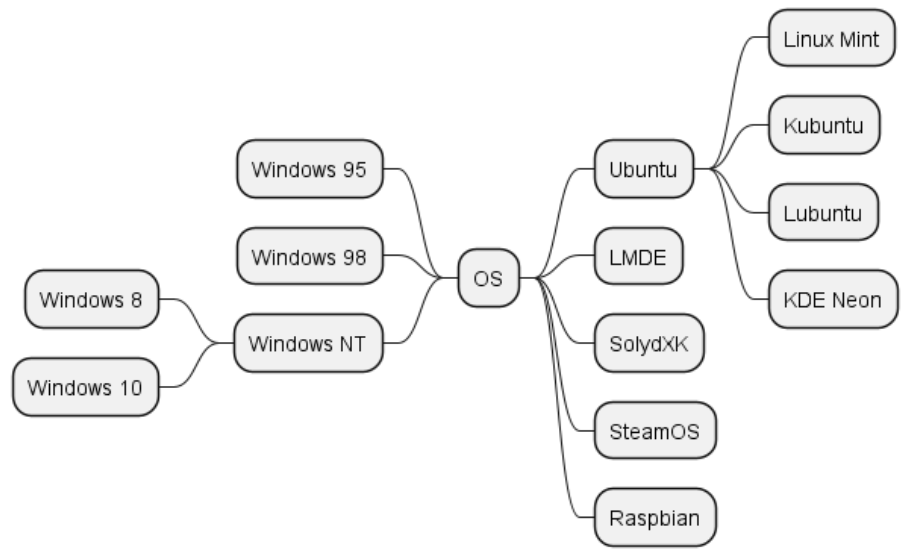 Linux Mint
Kubuntu
Windows 95
Ubuntu
Lubuntu
Windows 98
LMDE
OS
Windows 8
KDE Neon
Windows NT
SolydXK
Windows 10
SteamOS
Raspbian